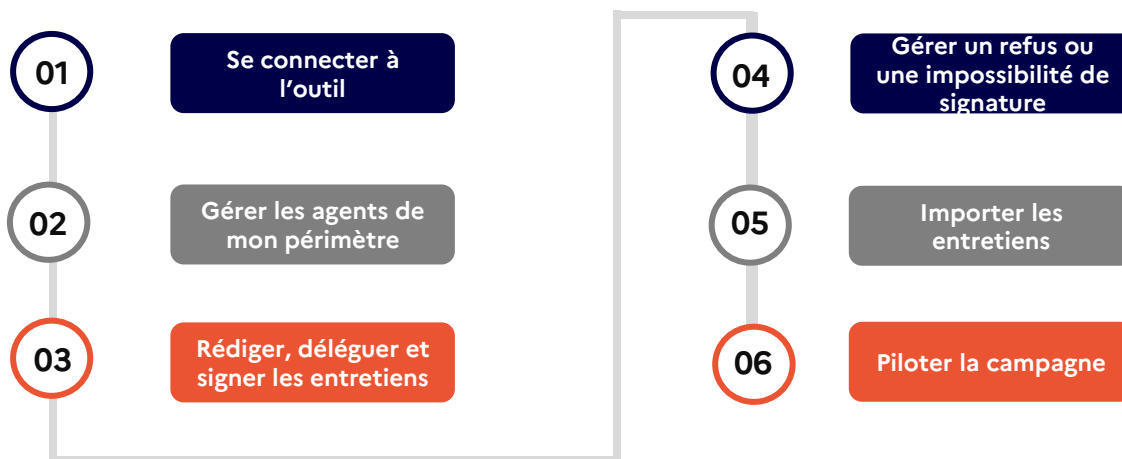 01
Se connecter à
l'outil
02
Gérer les agents de
mon périmètre
03
Rédiger, déléguer et
signer les entretiens
04
Gérer un refus ou
une impossibilité de
signature
05
Importer les
entretiens
06
Piloter la campagne